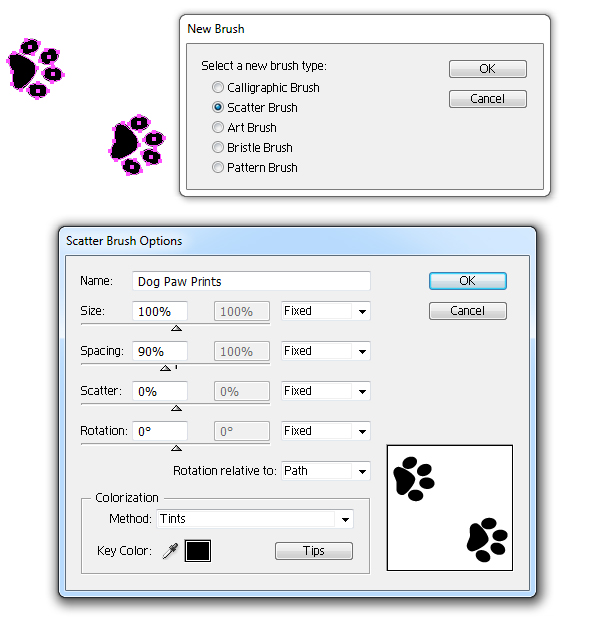 New Brush
Select a new brush type:
Calligraphic Brush
Scatter Brush
Art Brush
Bristle Brush
Pattern Brush
OK
Cancel
Scatter Brush Options
Name: Dog Paw Prints
OK
Size: 100% 100% Fixed
Cancel
Spacing: 90% 100% Fixed
Scatter: 0% 0% Fixed
Rotation: 0° 0° Fixed
Rotation relative to: Path
Colorization
Method: Tints
Key Color: Tips